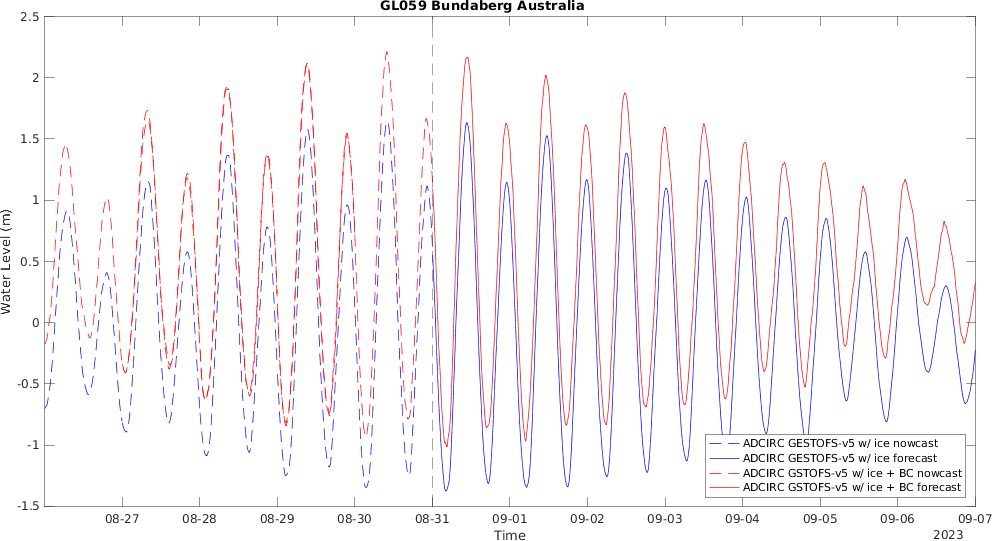 GL059 Bundaberg Australia
Water Level (m)
2.5
2
1.5
1
0.5
0
-0.5
-1
-1.5
08-27 08-28 08-29 08-30 08-31 09-01 09-02 09-03 09-04 09-05 09-06 09-07
Time
2023
ADCIRC GESTOFS-v5 w/ ice nowcast
ADCIRC GESTOFS-v5 w/ ice forecast
ADCIRC GSTOFS-v5 w/ ice + BC nowcast
ADCIRC GSTOFS-v5 w/ ice + BC forecast